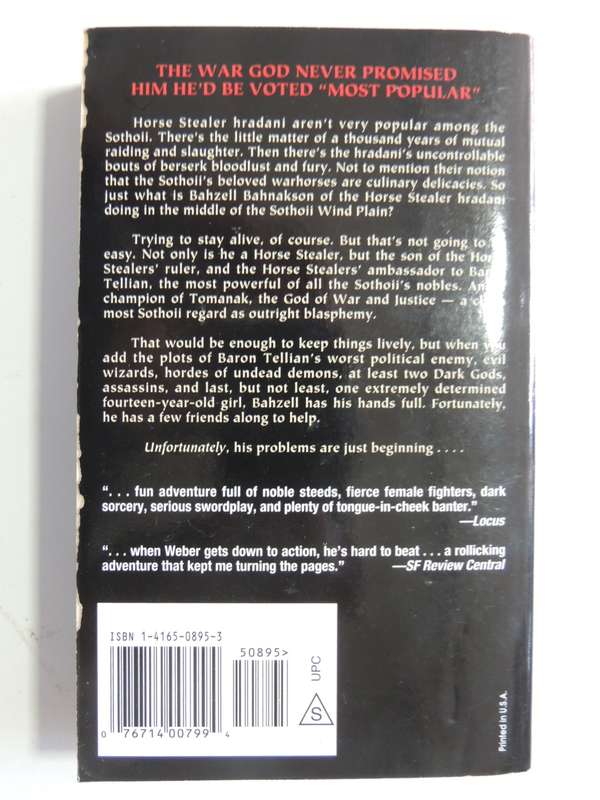 THE WAR GOD NEVER PROMISED
HIM HE'D BE VOTED "MOST POPULAR"
Horse Stealer hradani aren't very popular among the
Sothoii. There's the little matter of a thousand years of mutual
raiding and slaughter. Then there's the hradani's uncontrollable
bouts of berserk bloodlust and fury. Not to mention their notion
that the Sothoii's beloved warhorses are culinary delicacies. So
just what is Bahzell Bahnakson of the Horse Stealer hradani
doing in the middle of the Sothoii Wind Plain?
Trying to stay alive, of course. But that's not going to
easy. Not only is he a Horse Stealer, but the son of the Horse
Stealers' ruler, and the Horse Stealers' ambassador to Baron
Tellian, the most powerful of all the Sothoii's nobles. And
champion of Tomanak, the God of War and Justice — a
most Sothoii regard as outright blasphemy.
That would be enough to keep things lively, but when you
add the plots of Baron Tellian's worst political enemy, evil
wizards, hordes of undead demons, at least two Dark Gods,
assassins, and last, but not least, one extremely determined
fourteen-year-old girl, Bahzell has his hands full. Fortunately,
he has a few friends along to help.
Unfortunately, his problems are just beginning . . . .
". . . fun adventure full of noble steeds, fierce female fighters, dark
sorcery, serious swordplay, and plenty of tongue-in-cheek banter."
—Locus
". . . when Weber gets down to action, he's hard to beat . . . a rollicking
adventure that kept me turning the pages." —SF Review Central
ISBN 1-4165-0895-3
50895>
UPC
S
0 76714 00799 4
Printed in U.S.A.